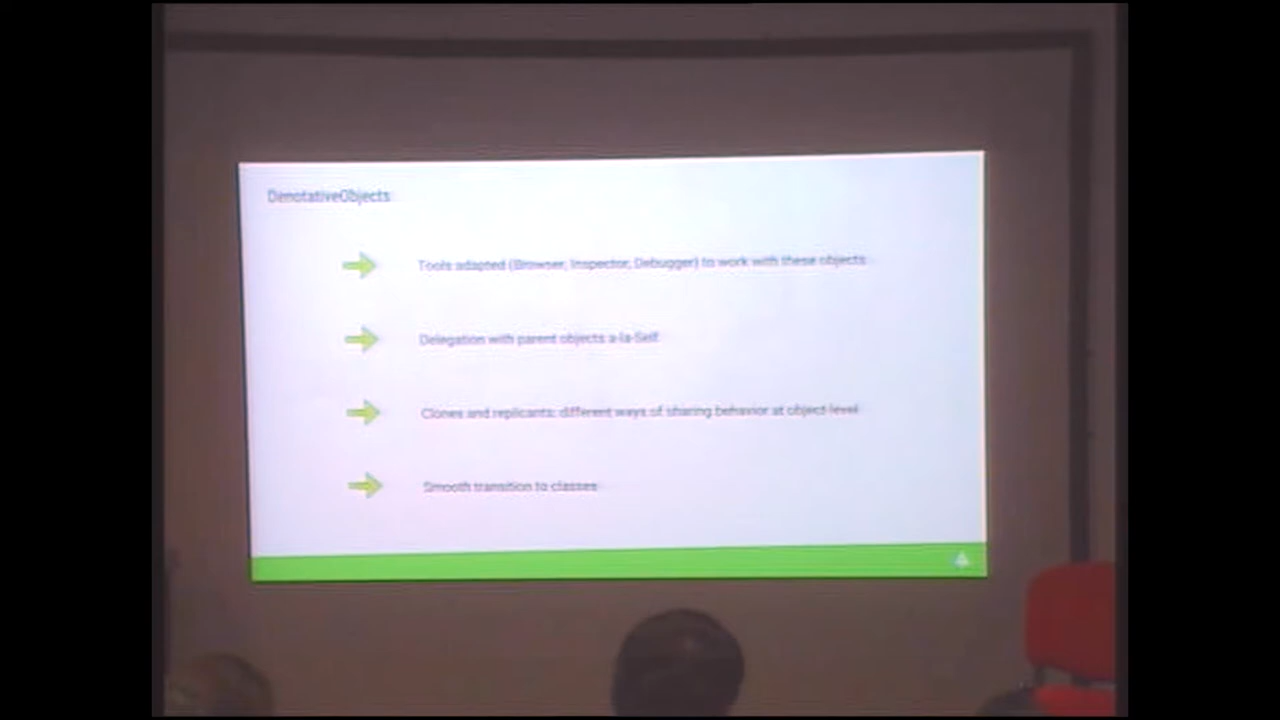 DenotativeObjects
Tools adapted (Browser, Inspector, Debugger) to work with these objects
Delegation with parent objects a-la-Self
Clones and replicants: different ways of sharing behavior at object level
Smooth transition to classes